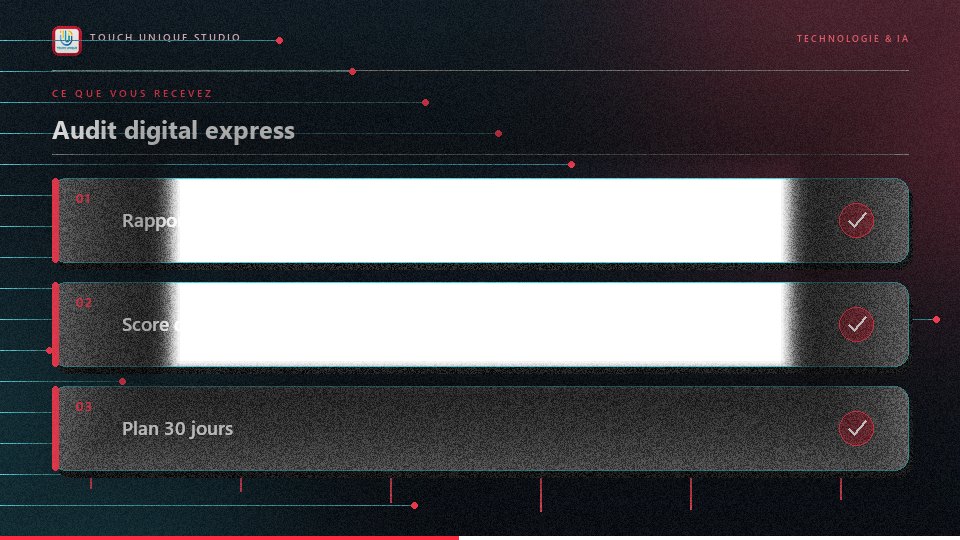 TOUCH UNIQUE STUDIO
TECHNOLOGIE & IA
CE QUE VOUS RECEVEZ
Audit digital express
01
02
Score
03
Plan 30 jours